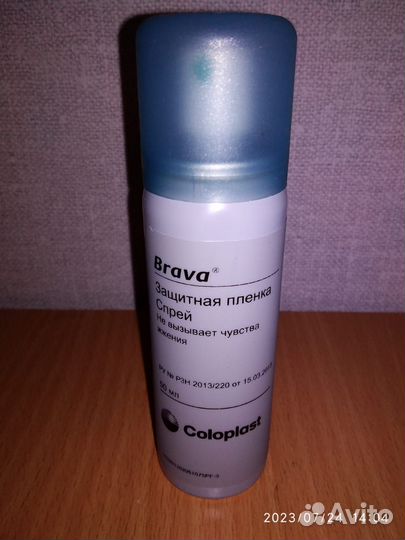 Brava®
Защитная пленка
Спрей
Не вызывает чувства
жжения
РУ № РЗН 2013/220 от 15.03.2013
50 мл
Coloplast
2023/07/24 14:04
Avito